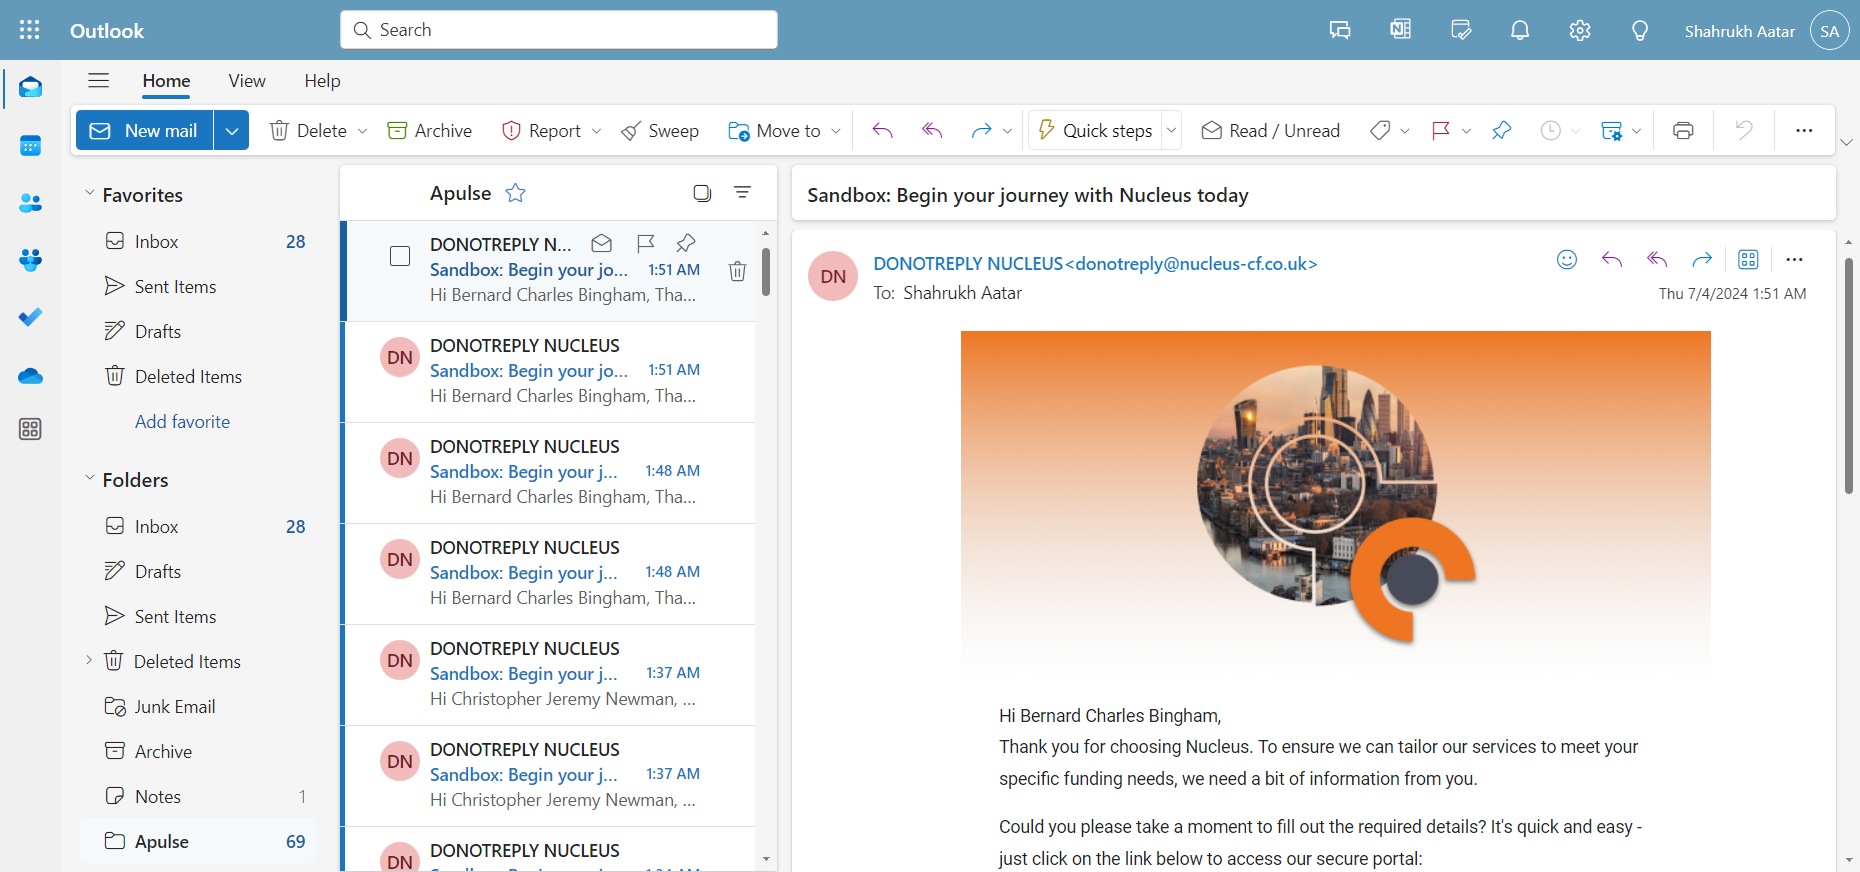 Outlook
Search
Shahrukh Aatar
SA
Home
View
Help
New mail
Delete
Archive
Report
Sweep
Move to
Quick steps
Read / Unread
Favorites
Inbox 28
Sent Items
Drafts
Deleted Items
Add favorite
Folders
Inbox 28
Drafts
Sent Items
Deleted Items
Junk Email
Archive
Notes 1
Apulse 69
Apulse
DONOTREPLY N...
Sandbox: Begin your jo... 1:51 AM
Hi Bernard Charles Bingham, Tha...
DN
DONOTREPLY NUCLEUS
Sandbox: Begin your jo... 1:51 AM
Hi Bernard Charles Bingham, Tha...
DN
DONOTREPLY NUCLEUS
Sandbox: Begin your j... 1:48 AM
Hi Bernard Charles Bingham, Tha...
DN
DONOTREPLY NUCLEUS
Sandbox: Begin your j... 1:48 AM
Hi Bernard Charles Bingham, Tha...
DN
DONOTREPLY NUCLEUS
Sandbox: Begin your j... 1:37 AM
Hi Christopher Jeremy Newman, ...
DN
DONOTREPLY NUCLEUS
Sandbox: Begin your j... 1:37 AM
Hi Christopher Jeremy Newman, ...
DN
DONOTREPLY NUCLEUS
Sandbox: Begin your journey with Nucleus today
DN
DONOTREPLY NUCLEUS<donotreply@nucleus-cf.co.uk>
To: Shahrukh Aatar
Thu 7/4/2024 1:51 AM
Hi Bernard Charles Bingham,
Thank you for choosing Nucleus. To ensure we can tailor our services to meet your
specific funding needs, we need a bit of information from you.
Could you please take a moment to fill out the required details? It's quick and easy -
just click on the link below to access our secure portal: